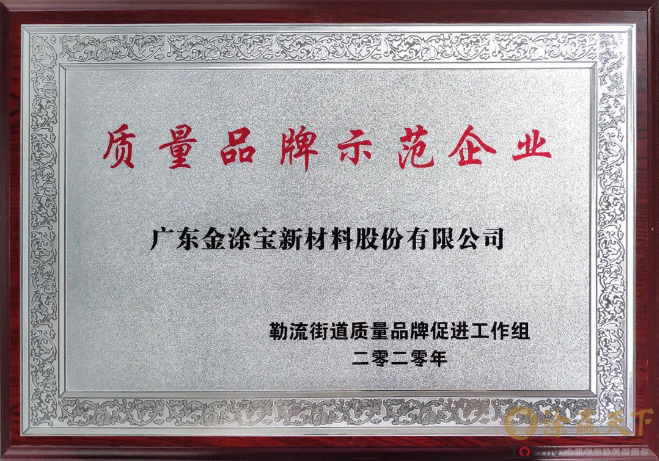 质量品牌示范企业
广东金涂宝新材料股份有限公司
勒流街道质量品牌促进工作组
二零二零年